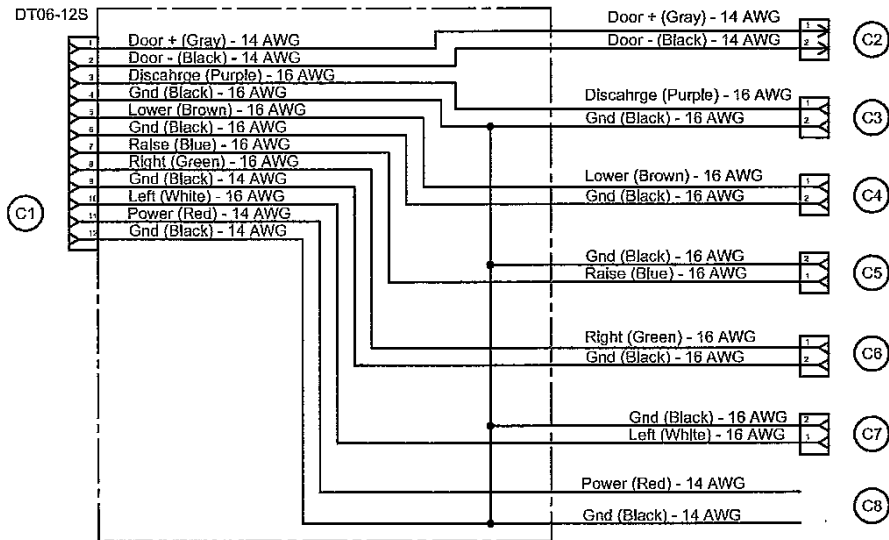 DT06-12S
1 Door + (Gray) - 14 AWG
2 Door - (Black) - 14 AWG
3 Discahrge (Purple) - 16 AWG
4 Gnd (Black) - 16 AWG
5 Lower (Brown) - 16 AWG
6 Gnd (Black) - 16 AWG
7 Raise (Blue) - 16 AWG
8 Right (Green) - 16 AWG
9 Gnd (Black) - 14 AWG
10 Left (White) - 16 AWG
11 Power (Red) - 14 AWG
12 Gnd (Black) - 14 AWG
C1
Door + (Gray) - 14 AWG 1
Door - (Black) - 14 AWG 2
C2
Discahrge (Purple) - 16 AWG 1
Gnd (Black) - 16 AWG 2
C3
Lower (Brown) - 16 AWG 1
Gnd (Black) - 16 AWG 2
C4
Gnd (Black) - 16 AWG 2
Raise (Blue) - 16 AWG 1
C5
Right (Green) - 16 AWG 1
Gnd (Black) - 16 AWG 2
C6
Gnd (Black) - 16 AWG 2
Left (White) - 16 AWG 1
C7
Power (Red) - 14 AWG
Gnd (Black) - 14 AWG
C8